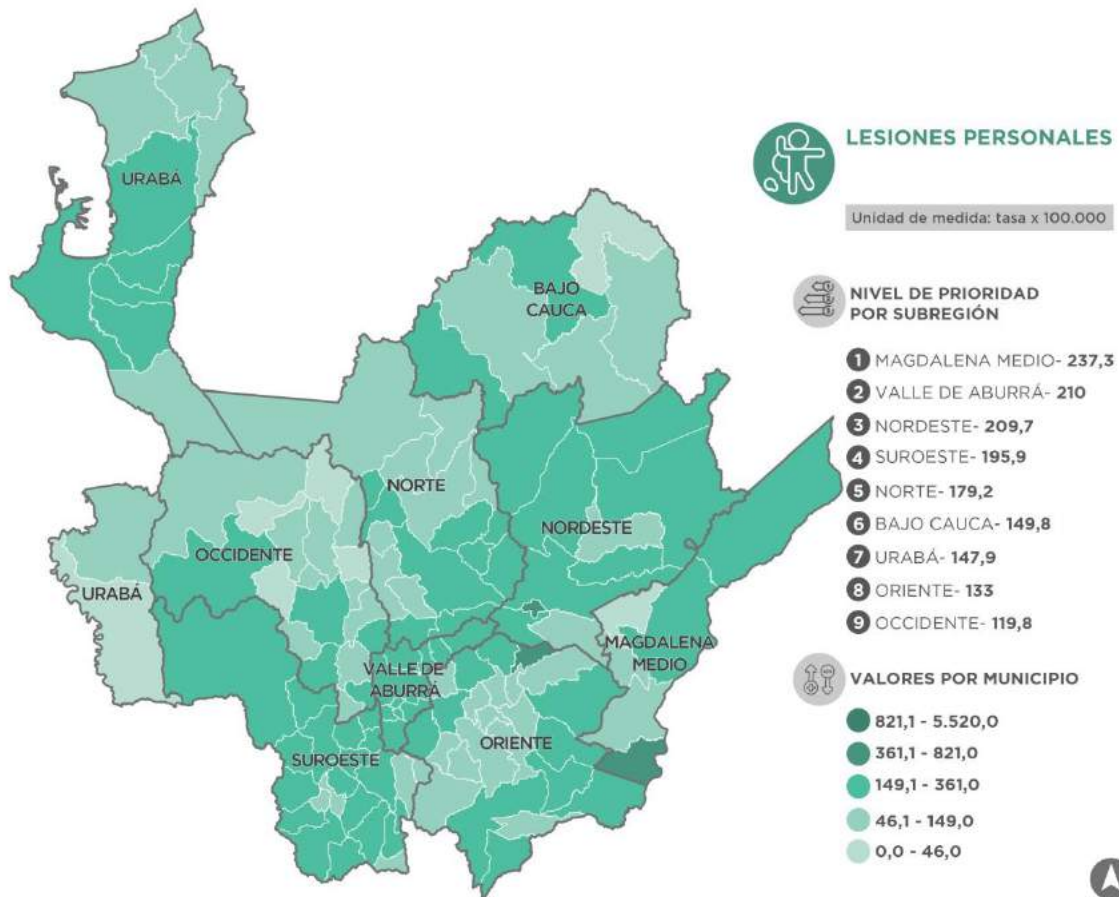 LESIONES PERSONALES
Unidad de medida: tasa x 100.000
NIVEL DE PRIORIDAD
POR SUBREGIÓN
1 MAGDALENA MEDIO- 237,3
2 VALLE DE ABURRÁ- 210
3 NORDESTE- 209,7
4 SUROESTE- 195,9
5 NORTE- 179,2
6 BAJO CAUCA- 149,8
7 URABÁ- 147,9
8 ORIENTE- 133
9 OCCIDENTE- 119,8
VALORES POR MUNICIPIO
821,1 - 5.520,0
361,1 - 821,0
149,1 - 361,0
46,1 - 149,0
0,0 - 46,0
URABÁ
BAJO
CAUCA
NORTE
NORDESTE
OCCIDENTE
URABÁ
MAGDALENA
MEDIO
VALLE DE
ABURRÁ
ORIENTE
SUROESTE